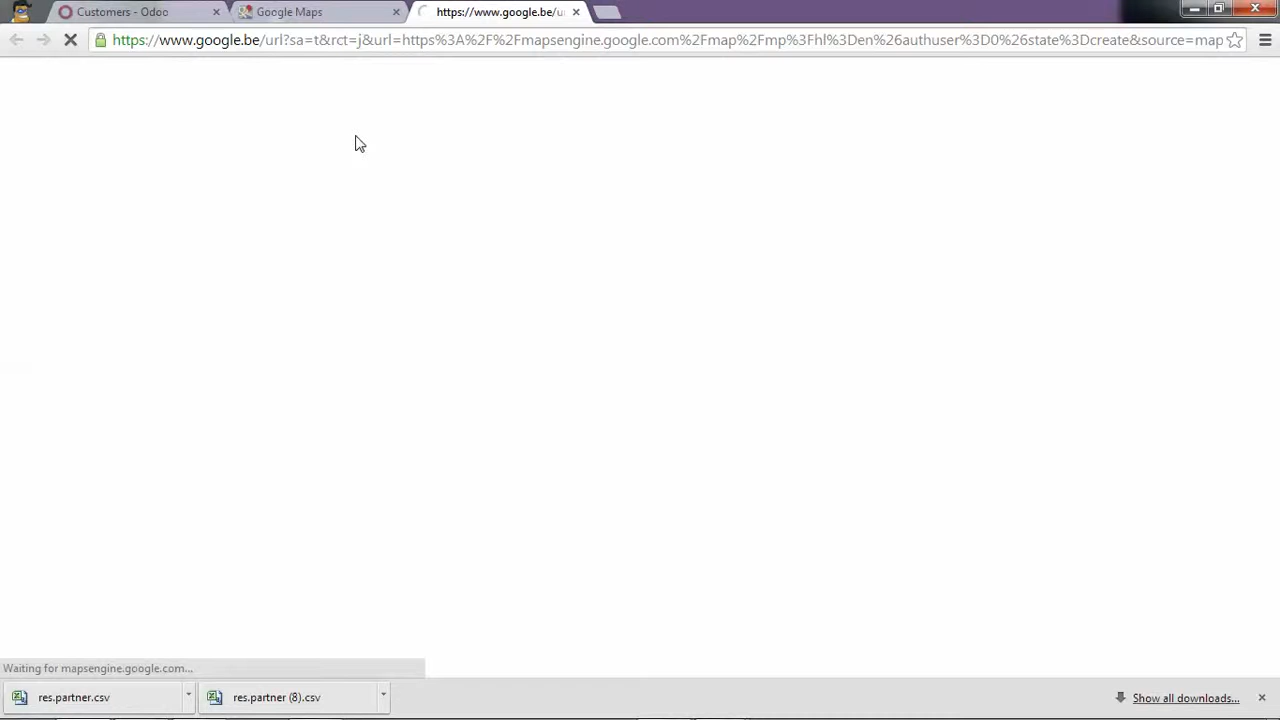 Customers - Odoo
Google Maps
https://www.google.be/u
https://www.google.be/url?sa=t&rct=j&url=https%3A%2F%2Fmapsengine.google.com%2Fmap%2Fmp%3Fhl%3Den%26authuser%3D0%26state%3Dcreate&source=map
Waiting for mapsengine.google.com...
res.partner.csv
res.partner (8).csv
Show all downloads...